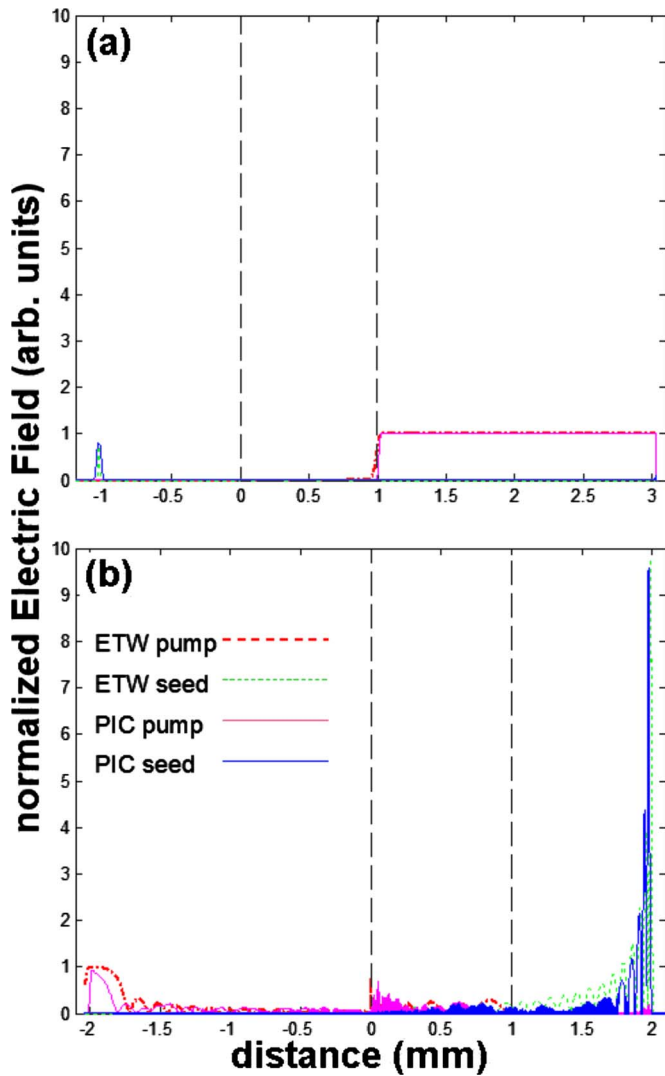 normalized Electric Field (arb. units)
(a)
10
9
8
7
6
5
4
3
2
1
0
-1 -0.5 0 0.5 1 1.5 2 2.5 3
(b)
10
9
8
7
6
5
4
3
2
1
0
ETW pump
ETW seed
PIC pump
PIC seed
-2 -1.5 -1 -0.5 0 0.5 1 1.5 2
distance (mm)